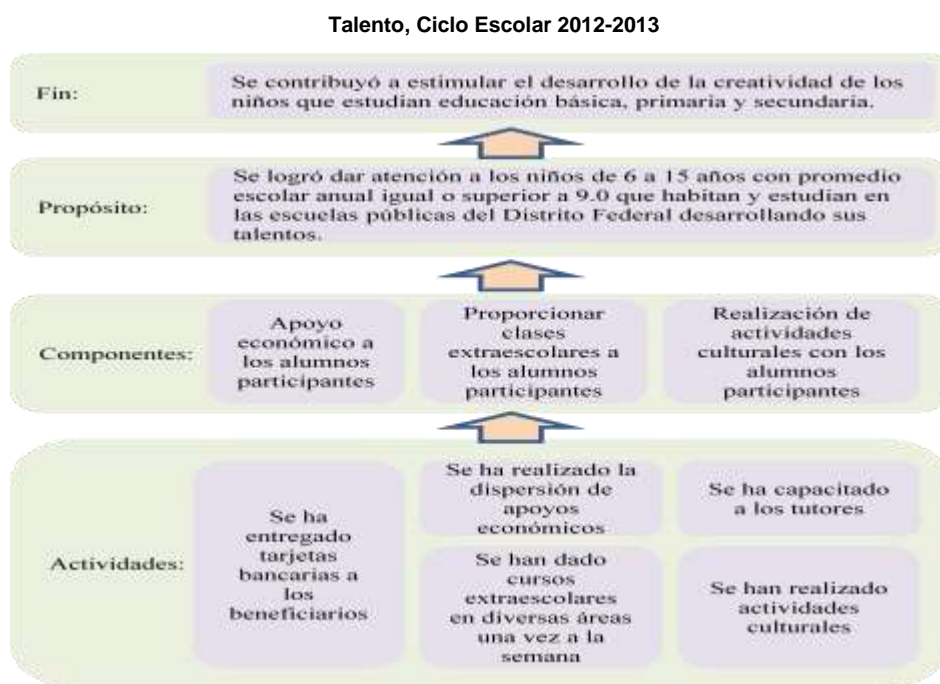 Talento, Ciclo Escolar 2012-2013
Fin:
Se contribuyó a estimular el desarrollo de la creatividad de los
niños que estudian educación básica, primaria y secundaria.
Propósito:
Se logró dar atención a los niños de 6 a 15 años con promedio
escolar anual igual o superior a 9.0 que habitan y estudian en
las escuelas públicas del Distrito Federal desarrollando sus
talentos.
Componentes:
Apoyo
económico a
los alumnos
participantes
Proporcionar
clases
extraescolares a
los alumnos
participantes
Realización de
actividades
culturales con los
alumnos
participantes
Actividades:
Se ha
entregado
tarjetas
bancarias a
los
beneficiarios
Se ha realizado la
dispersión de
apoyos
económicos
Se han dado
cursos
extraescolares
en diversas áreas
una vez a la
semana
Se ha capacitado
a los tutores
Se han realizado
actividades
culturales